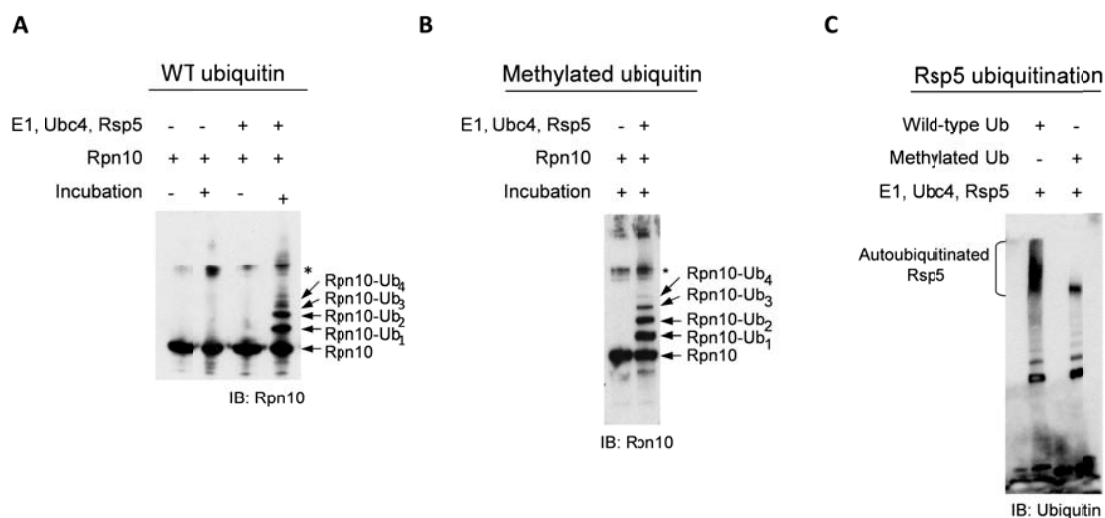 A
WT ubiquitin
E1, Ubc4, Rsp5 - - + +
Rpn10 + + + +
Incubation - + - +
*
Rpn10-Ub4
Rpn10-Ub3
Rpn10-Ub2
Rpn10-Ub1
Rpn10
IB: Rpn10
B
Methylated ubiquitin
E1, Ubc4, Rsp5 - +
Rpn10 + +
Incubation + +
*
Rpn10-Ub4
Rpn10-Ub3
Rpn10-Ub2
Rpn10-Ub1
Rpn10
IB: Rpn10
C
Rsp5 ubiquitination
Wild-type Ub + -
Methylated Ub - +
E1, Ubc4, Rsp5 + +
Autoubiquitinated
Rsp5
IB: Ubiquitin